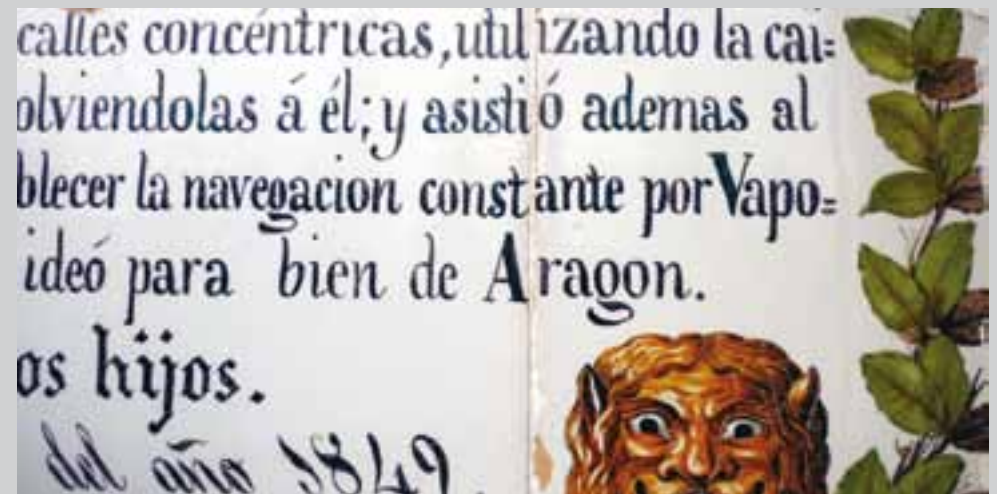 calles concéntricas, utilizando la cai=
olviendolas á él; y asistió ademas al
blecer la navegacion constante por Vapo=
ideó para bien de Aragon.
os hijos.
del año 1849.